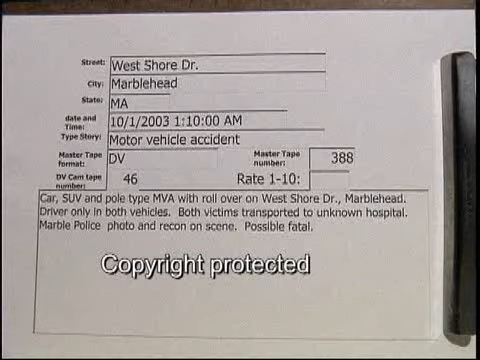 Street: West Shore Dr.
City: Marblehead
State: MA
date and Time: 10/1/2003 1:10:00 AM
Type Story: Motor vehicle accident
Master Tape format: DV Master Tape number: 388
DV Cam tape number: 46 Rate 1-10:
Car, SUV and pole type MVA with roll over on West Shore Dr., Marblehead.
Driver only in both vehicles. Both victims transported to unknown hospital.
Marble Police photo and recon on scene. Possible fatal.
Copyright protected